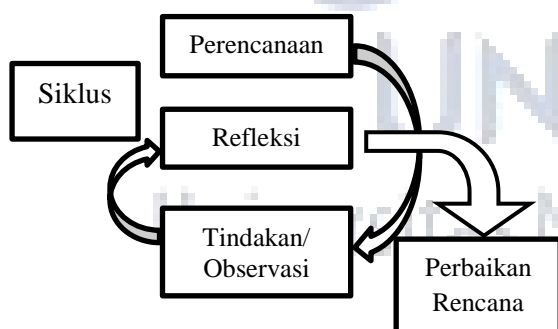 Perencanaan
Siklus
Refleksi
Tindakan/
Observasi
Perbaikan
Rencana